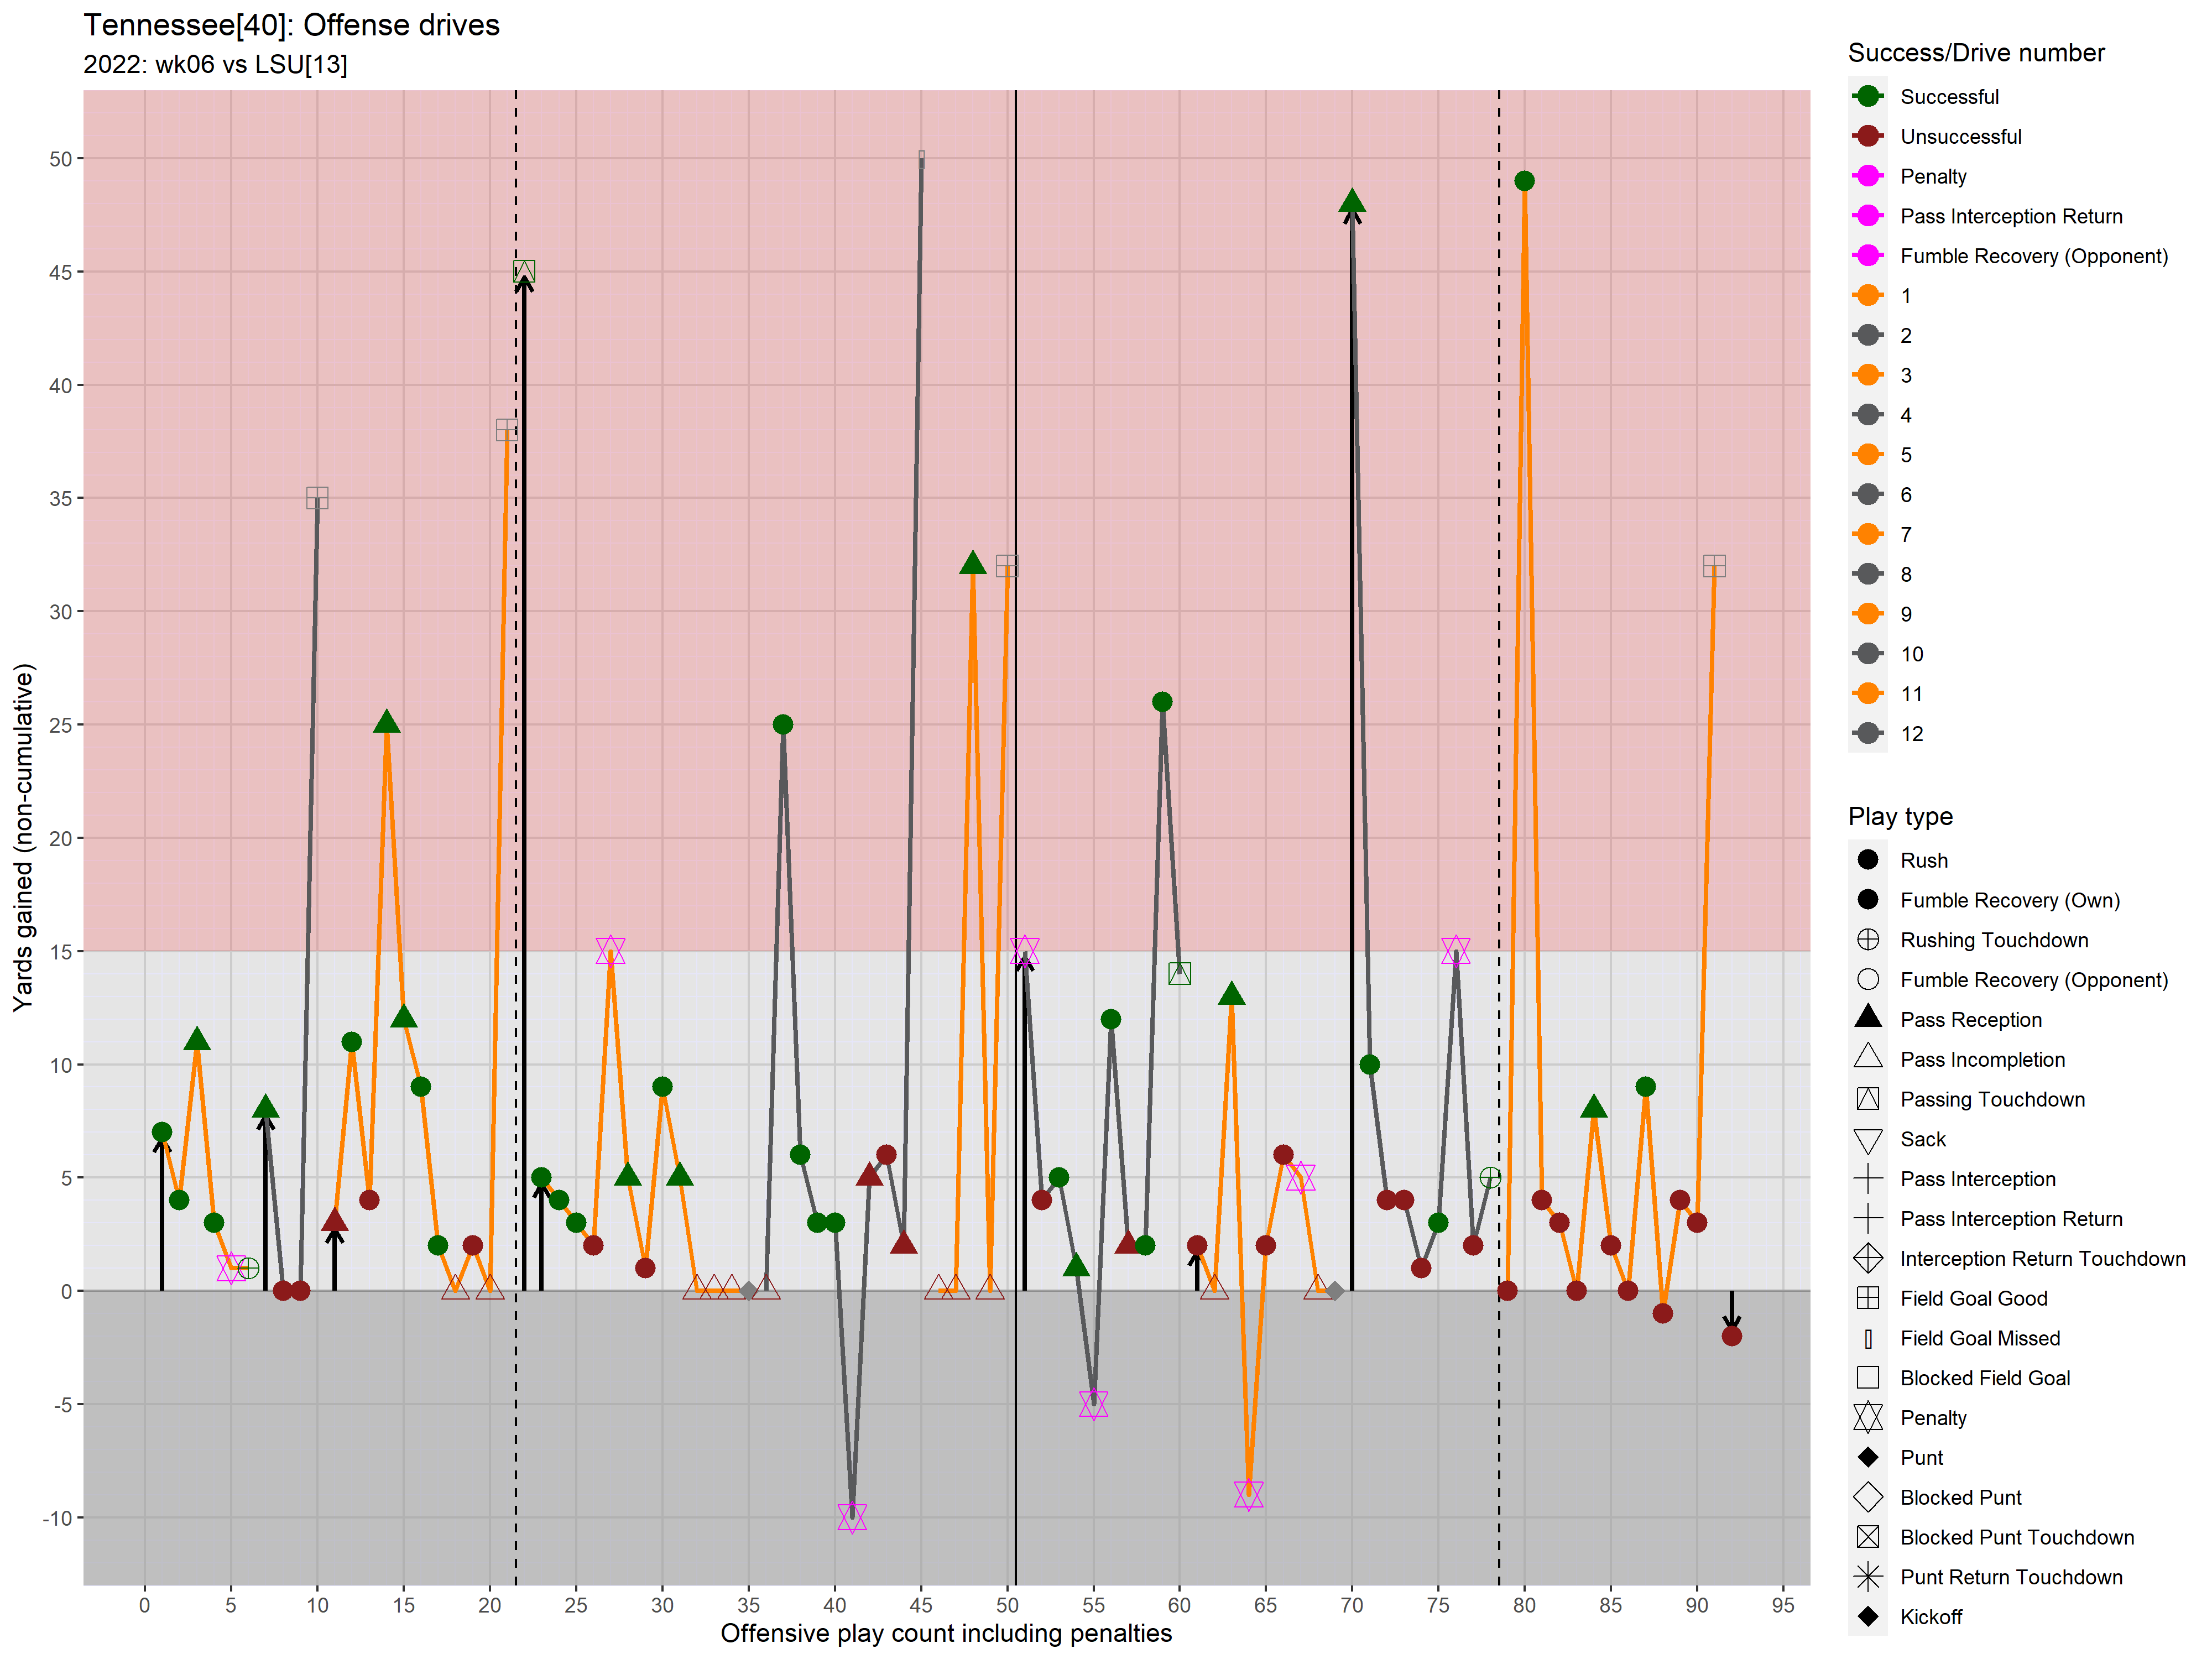 Tennessee[40]: Offense drives
2022: wk06 vs LSU[13]
Yards gained (non-cumulative)
50
45
40
35
30
25
20
15
10
5
0
-5
-10
0 5 10 15 20 25 30 35 40 45 50 55 60 65 70 75 80 85 90 95
Offensive play count including penalties
Success/Drive number
Successful
Unsuccessful
Penalty
Pass Interception Return
Fumble Recovery (Opponent)
1
2
3
4
5
6
7
8
9
10
11
12
Play type
Rush
Fumble Recovery (Own)
Rushing Touchdown
Fumble Recovery (Opponent)
Pass Reception
Pass Incompletion
Passing Touchdown
Sack
Pass Interception
Pass Interception Return
Interception Return Touchdown
Field Goal Good
Field Goal Missed
Blocked Field Goal
Penalty
Punt
Blocked Punt
Blocked Punt Touchdown
Punt Return Touchdown
Kickoff